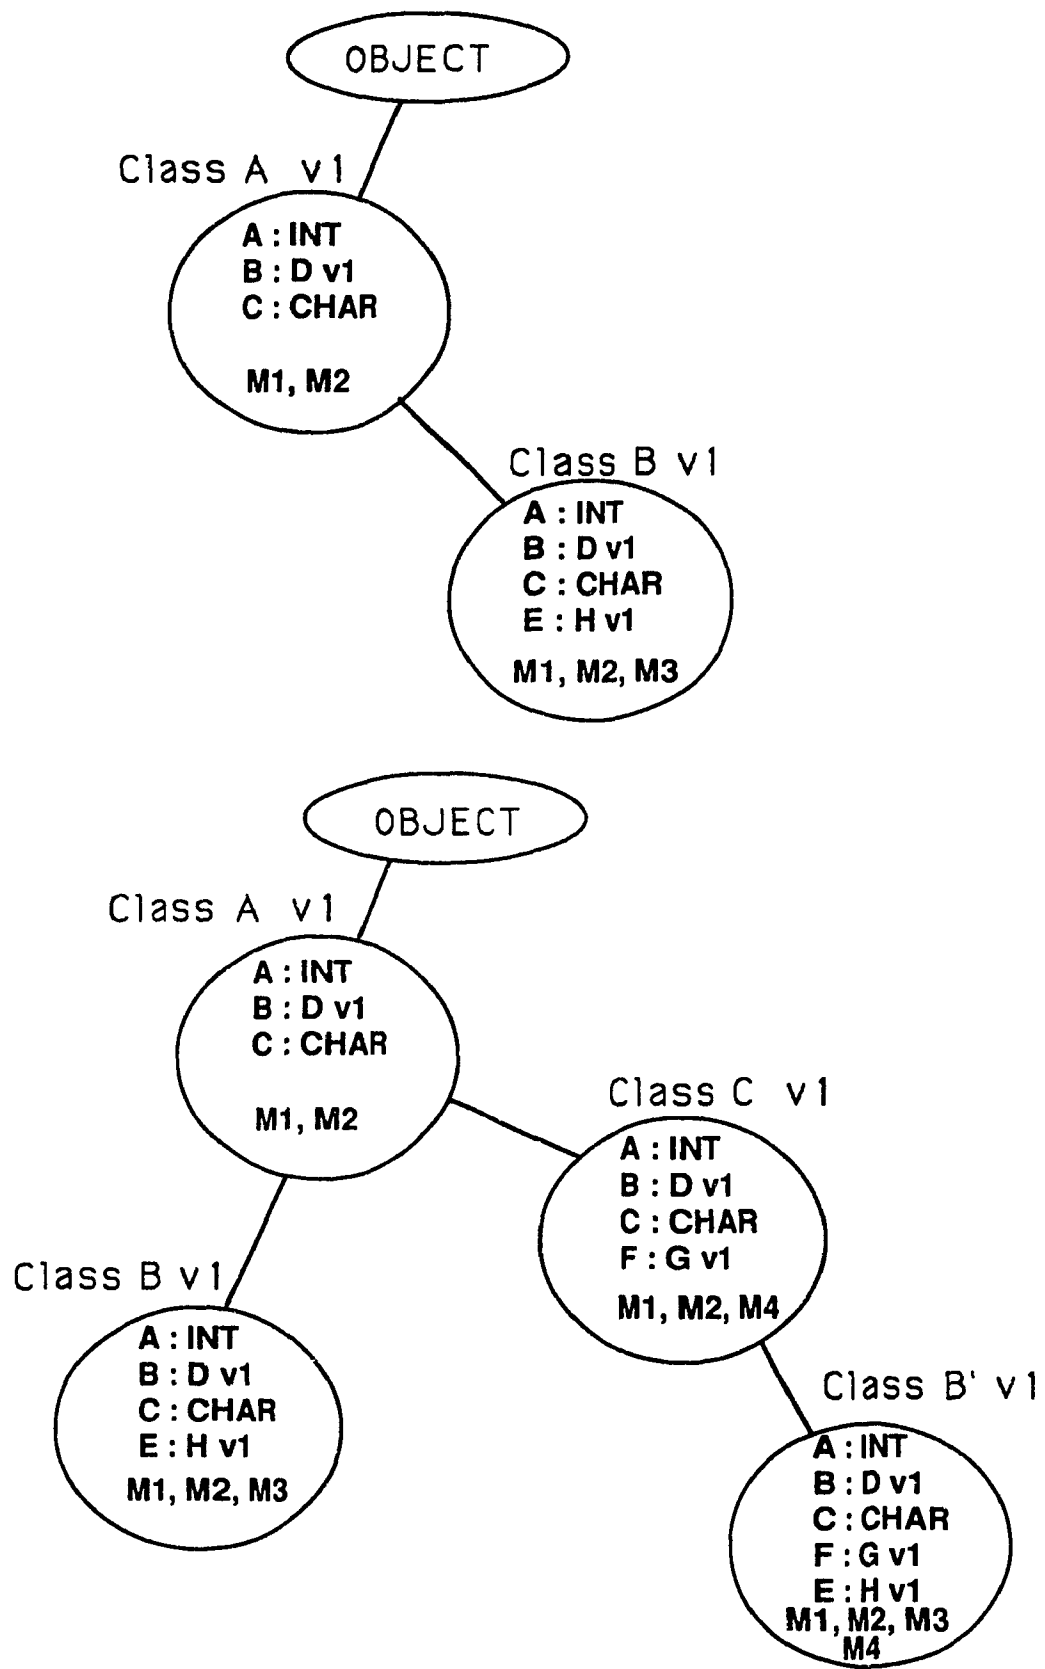 OBJECT
Class A v1
A : INT
B : D v1
C : CHAR
M1, M2
Class B v1
A : INT
B : D v1
C : CHAR
E : H v1
M1, M2, M3
OBJECT
Class A v1
A : INT
B : D v1
C : CHAR
M1, M2
Class C v1
A : INT
B : D v1
C : CHAR
F : G v1
M1, M2, M4
Class B v1
A : INT
B : D v1
C : CHAR
E : H v1
M1, M2, M3
Class B' v1
A : INT
B : D v1
C : CHAR
F : G v1
E : H v1
M1, M2, M3
M4